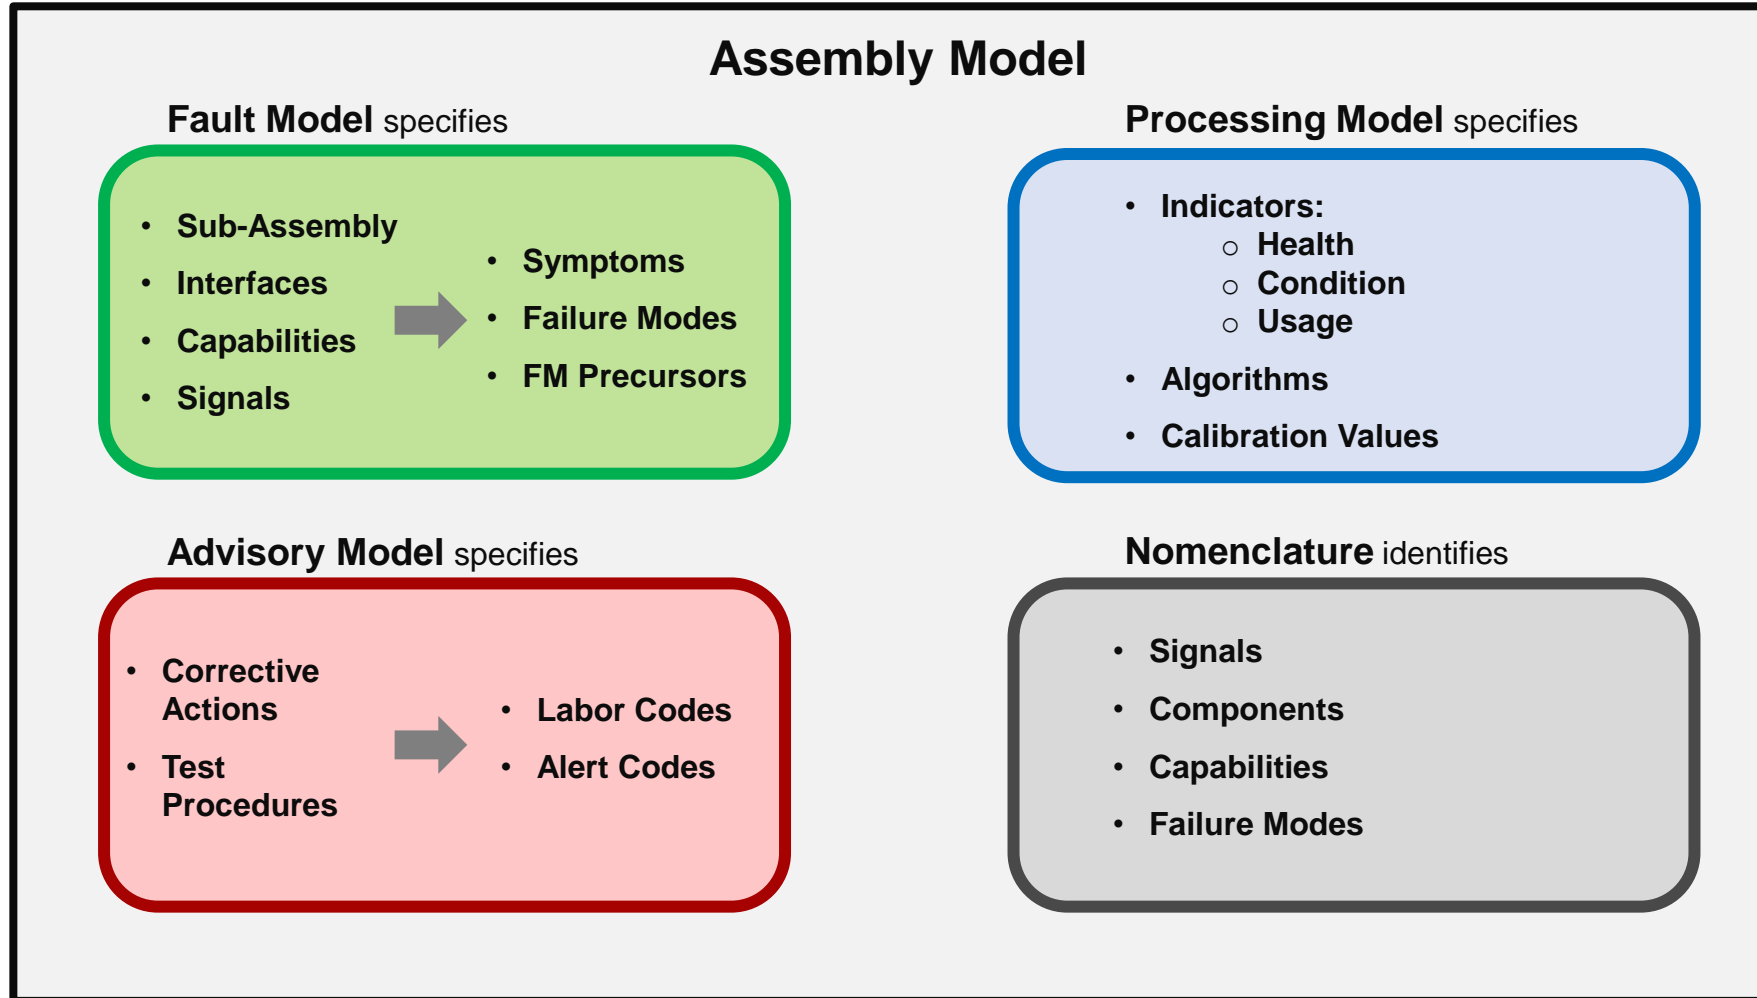 Assembly Model
Fault Model specifies
• Sub-Assembly
• Interfaces
• Capabilities
• Signals
• Symptoms
• Failure Modes
• FM Precursors
Processing Model specifies
• Indicators:
o Health
o Condition
o Usage
• Algorithms
• Calibration Values
Advisory Model specifies
• Corrective
Actions
• Test
Procedures
• Labor Codes
• Alert Codes
Nomenclature identifies
• Signals
• Components
• Capabilities
• Failure Modes